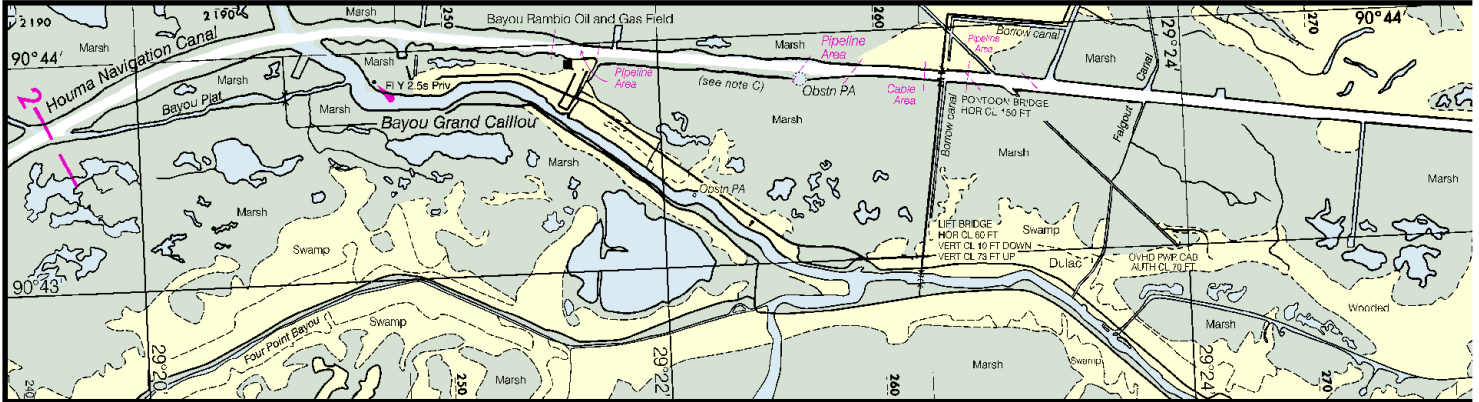 2190
2190
250
Bayou Rambio Oil and Gas Field
260
270
90°44'
Marsh
Marsh
Marsh
Marsh
Borrow canal
Marsh
29°24'
90°44'
Houma Navigation Canal
Marsh
Marsh
Pipeline
Area
Pipeline
Area
Pipeline
Area
Canal
Fl Y 2.5s Priv
(see note C)
Obstn PA
Cable
Area
PONTOON BRIDGE
HOR CL 150 FT
2
Bayou Plat
Marsh
Bayou Grand Caillou
Marsh
Borrow canal
Falgout
Marsh
Marsh
Marsh
Obstn PA
Marsh
Swamp
LIFT BRIDGE
HOR CL 60 FT
VERT CL 10 FT DOWN
VERT CL 73 FT UP
Swamp
Dulac
OVHD PWR CAB
AUTH CL 70 FT
90°43'
Four Point Bayou
Swamp
Wooded
Marsh
29°20'
29°22'
29°24'
Marsh
Marsh
Swamp
240
250
260
270